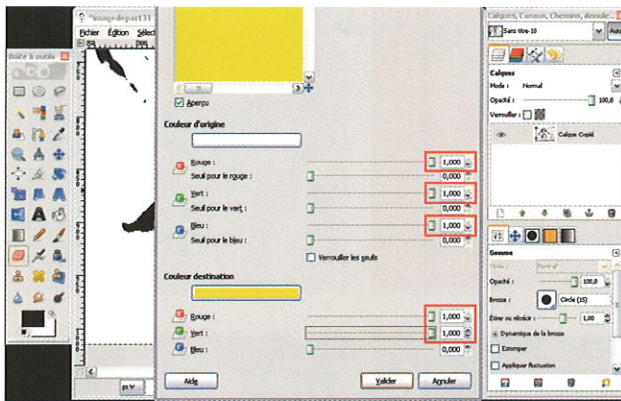 *imagedepart31
Fichier Édition Sélect
Boîte à outils
pt
Aperçu
Couleur d'origine
Rouge : 1,000
Seuil pour le rouge : 0,000
Vert : 1,000
Seuil pour le vert : 0,000
Bleu : 1,000
Seuil pour le bleu : 0,000
Verrouiller les seuils
Couleur destination
Rouge : 1,000
Vert : 1,000
Bleu : 0,000
Aide
Valider
Annuler
Calques, Canaux, Chemins, Annule...
Sans titre-10
Auto
Calques
Mode : Normal
Opacité : 100,0
Verrouiller :
Calque Copié
Gomme
Mode : Normal
Opacité : 100,0
Brosse : Circle (15)
Étirer ou rétrécir : 1,00
Dynamique de la brosse
Estomper
Appliquer fluctuation